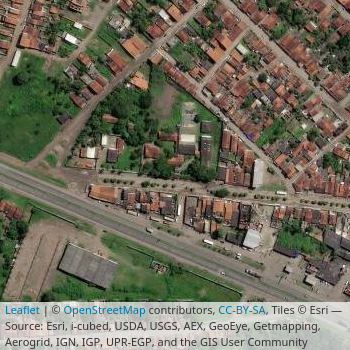 Leaflet | © OpenStreetMap contributors, CC-BY-SA, Tiles © Esri —
Source: Esri, i-cubed, USDA, USGS, AEX, GeoEye, Getmapping,
Aerogrid, IGN, IGP, UPR-EGP, and the GIS User Community